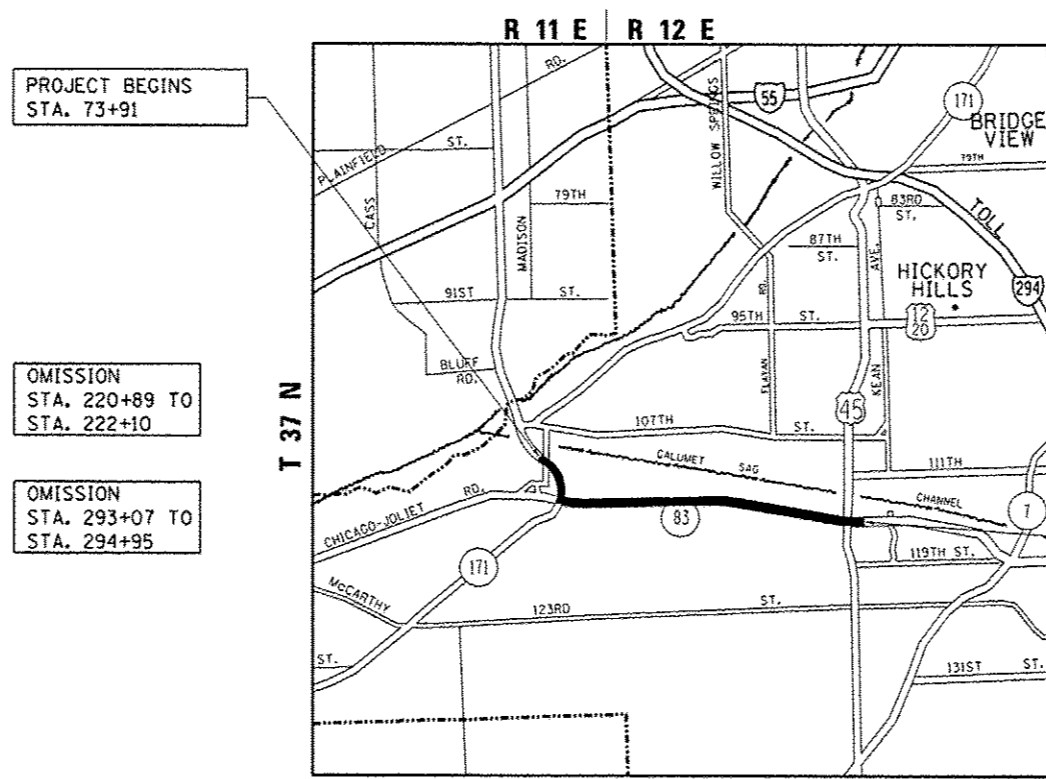 R 11 E R 12 E
PROJECT BEGINS
STA. 73+91
OMISSION
STA. 220+89 TO
STA. 222+10
OMISSION
STA. 293+07 TO
STA. 294+95
T 37 N
RD.
PLAINFIELD
ST.
CASS
MADISON
79TH
WILLOW SPRINGS
RD.
55
171
BRIDGE
VIEW
79TH
83RD
ST.
TOLL
87TH
ST.
AVE.
HICKORY
HILLS
294
91ST ST.
95TH ST.
12
20
BLUFF
RD.
KEAN
45
107TH ST.
CALUMET SAG CHANNEL
111TH
CHICAGO-JOLIET RD.
83
7
171
119TH ST.
McCARTHY
123RD ST.
ST.
131ST ST.